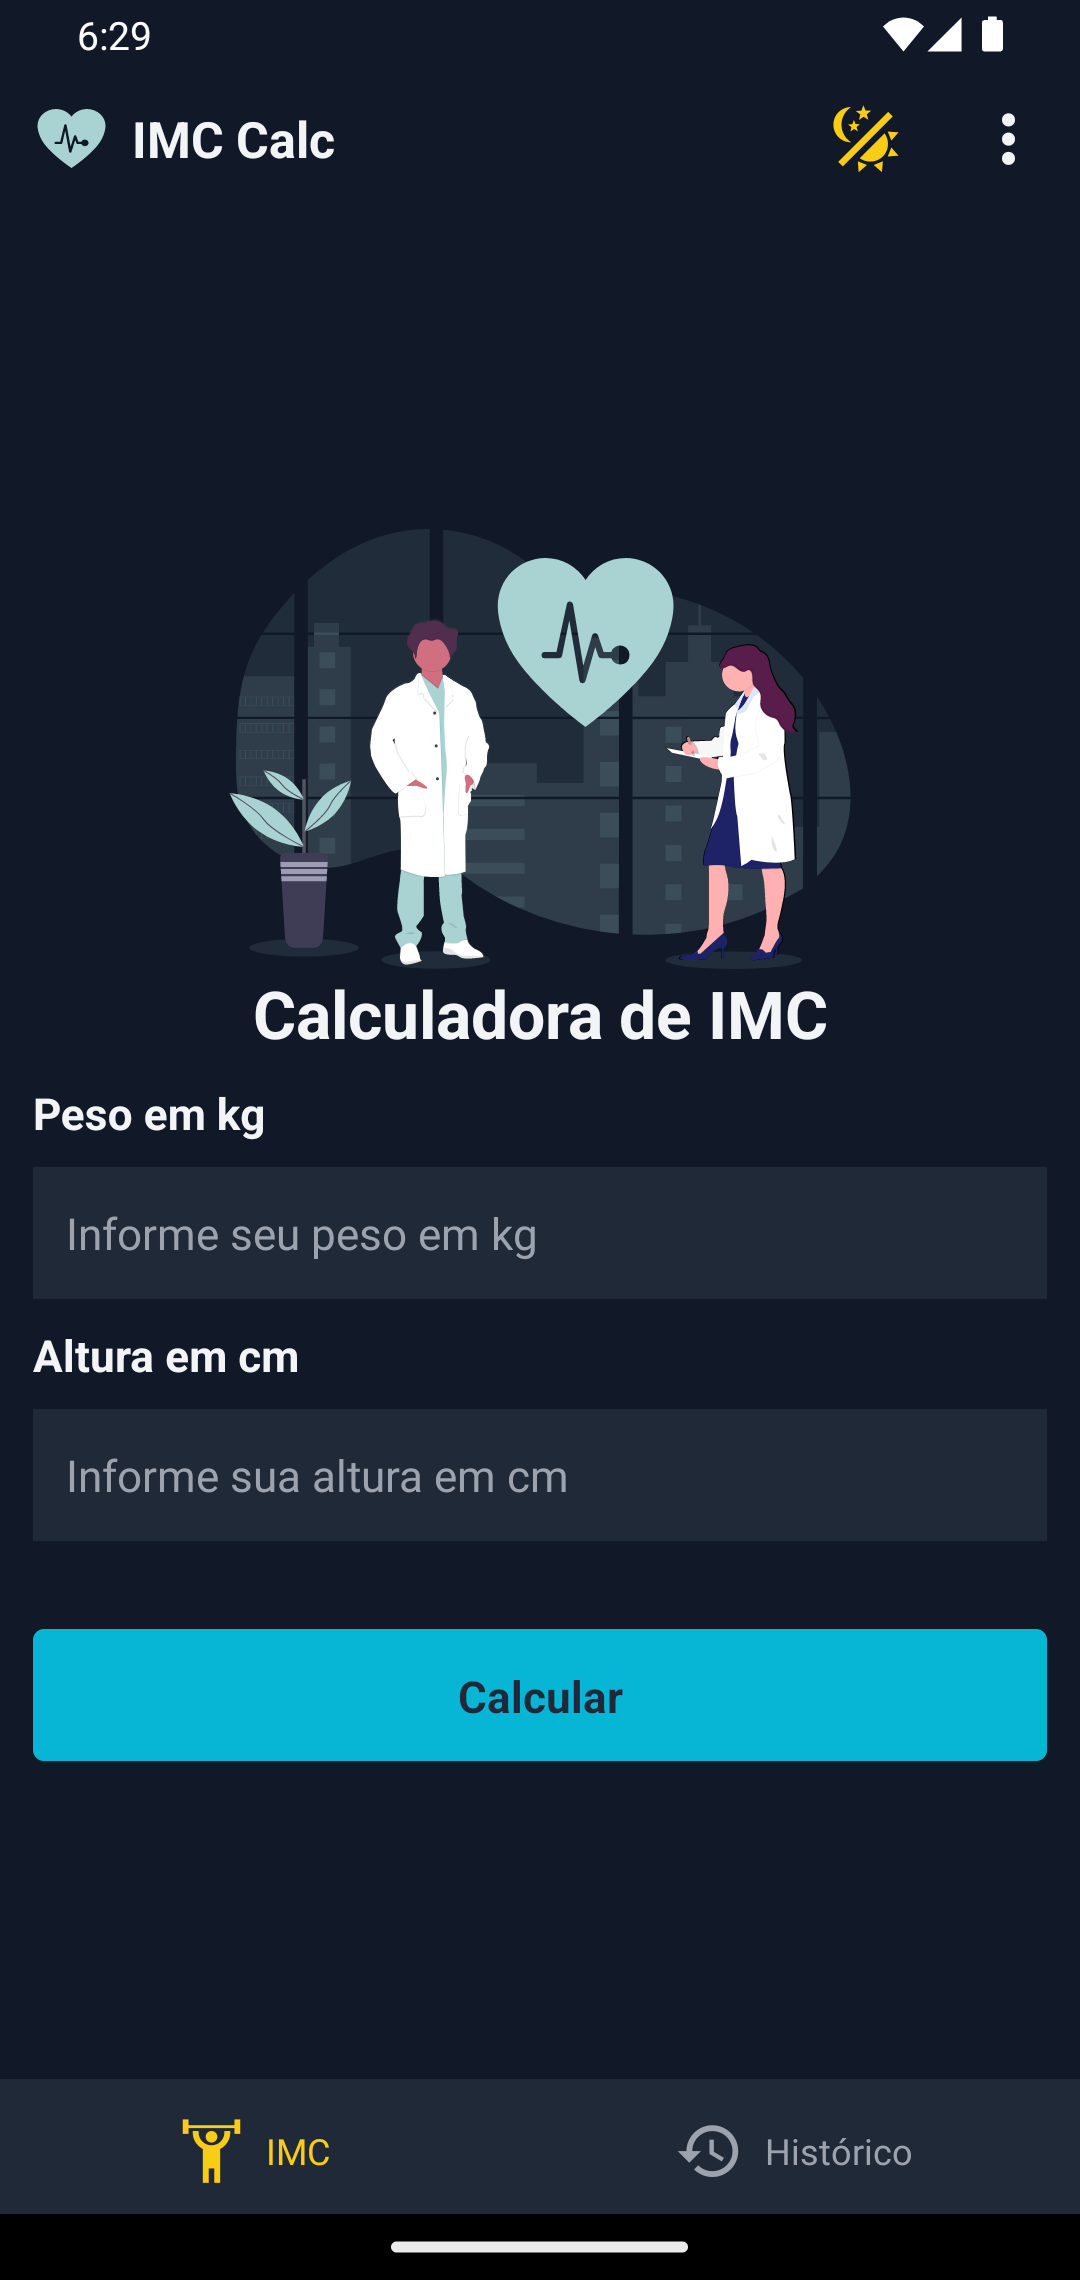 6:29
IMC Calc
Calculadora de IMC
Peso em kg
Informe seu peso em kg
Altura em cm
Informe sua altura em cm
Calcular
IMC
Histórico